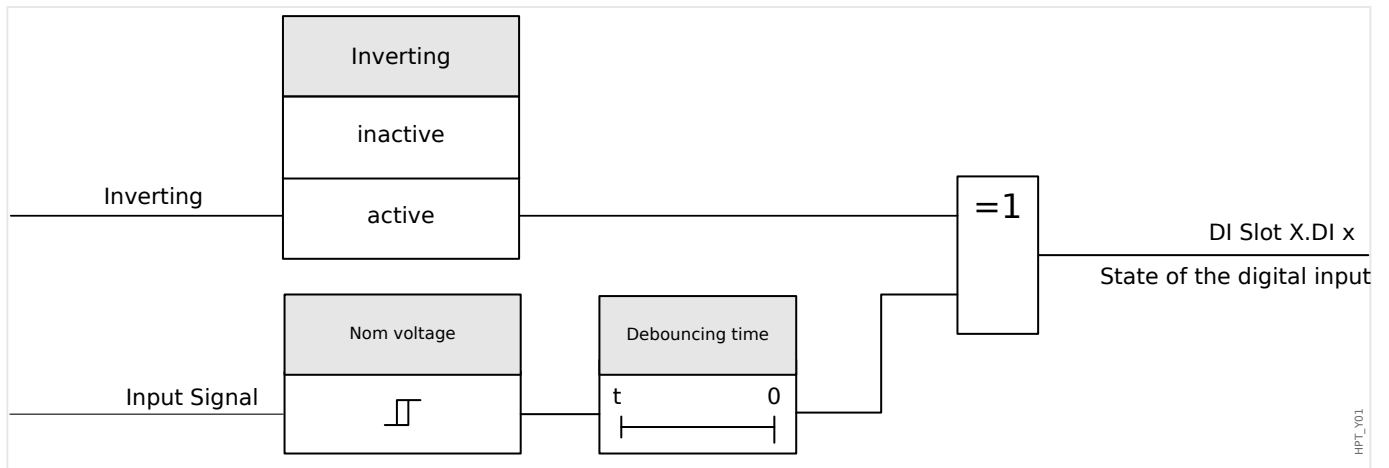 Inverting
inactive
Inverting
active
=1
DI Slot X.DI x
State of the digital input
Nom voltage
Debouncing time
Input Signal
t 0
HPT_Y01